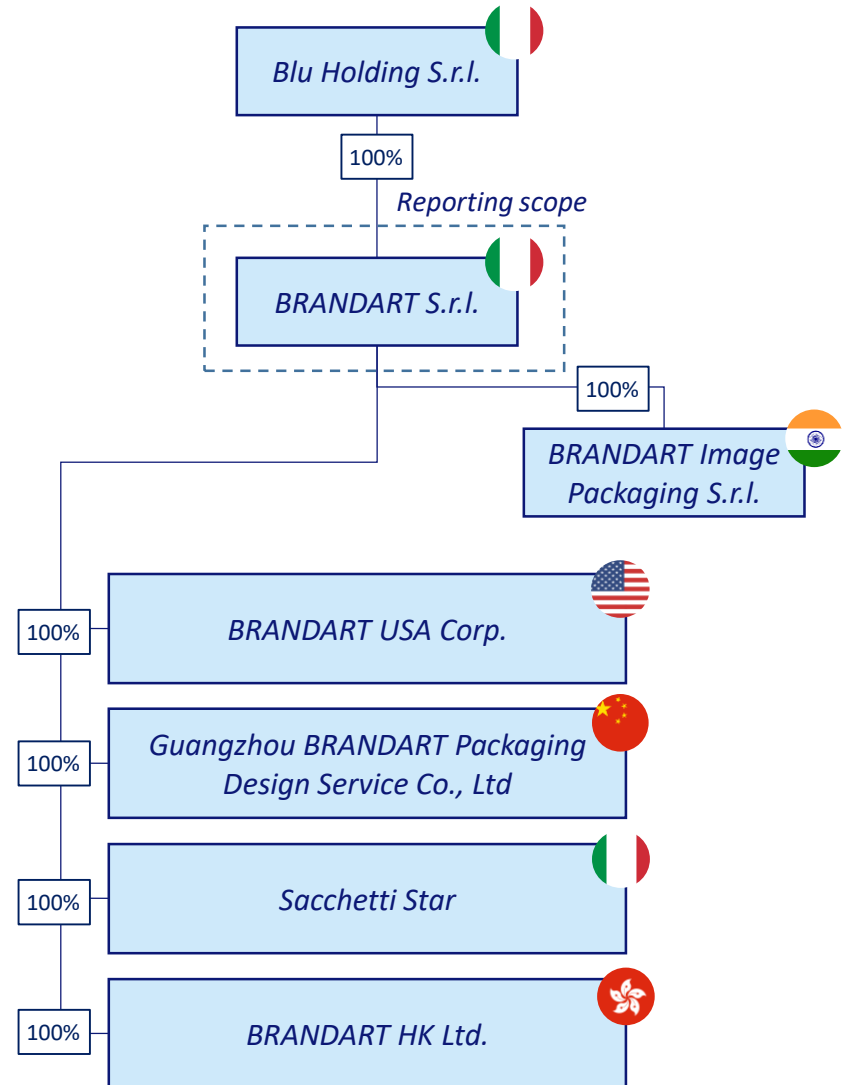 Blu Holding S.r.l.
100%
Reporting scope
BRANDART S.r.l.
100%
BRANDART Image
Packaging S.r.l.
100%
BRANDART USA Corp.
100%
Guangzhou BRANDART Packaging
Design Service Co., Ltd
100%
Sacchetti Star
100%
BRANDART HK Ltd.